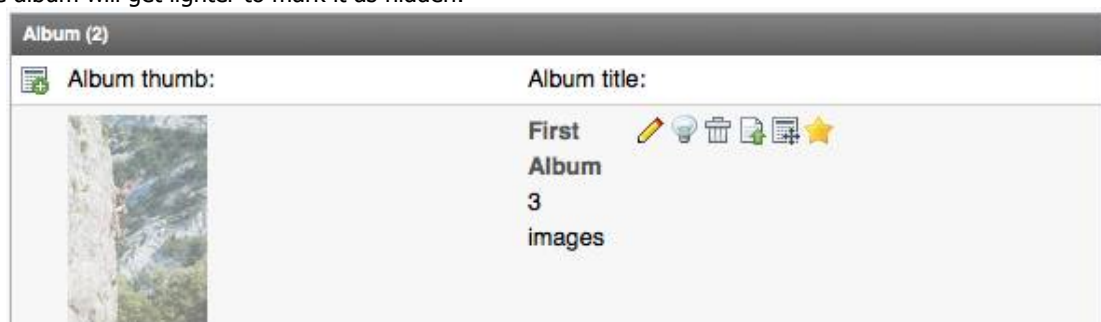 album will get lighter to mark it as hidden.
Album (2)
Album thumb: Album title:
First
Album
3
images